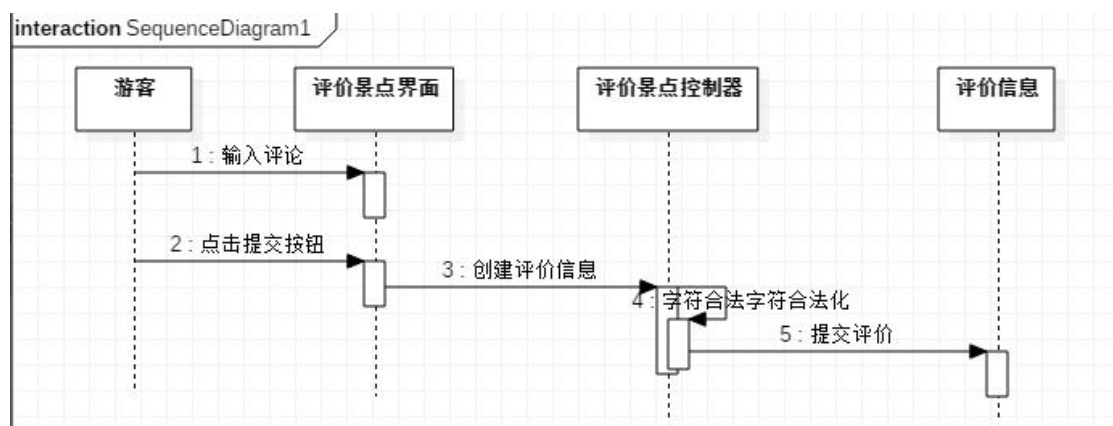 interaction SequenceDiagram1
游客
评价景点界面
评价景点控制器
评价信息
1 : 输入评论
2 : 点击提交按钮
3 : 创建评价信息
4 : 字符合法字符合法化
5 : 提交评价